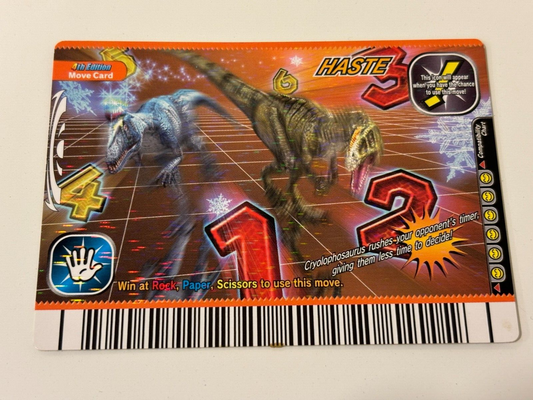 4th Edition
Move Card
HASTE
This icon will appear
when you have the chance
to use this move!
5
6
3
4
1
2
Compatibility
Chart
Cryolophosaurus rushes your opponent's timer,
giving them less time to decide!
Win at Rock, Paper, Scissors to use this move.